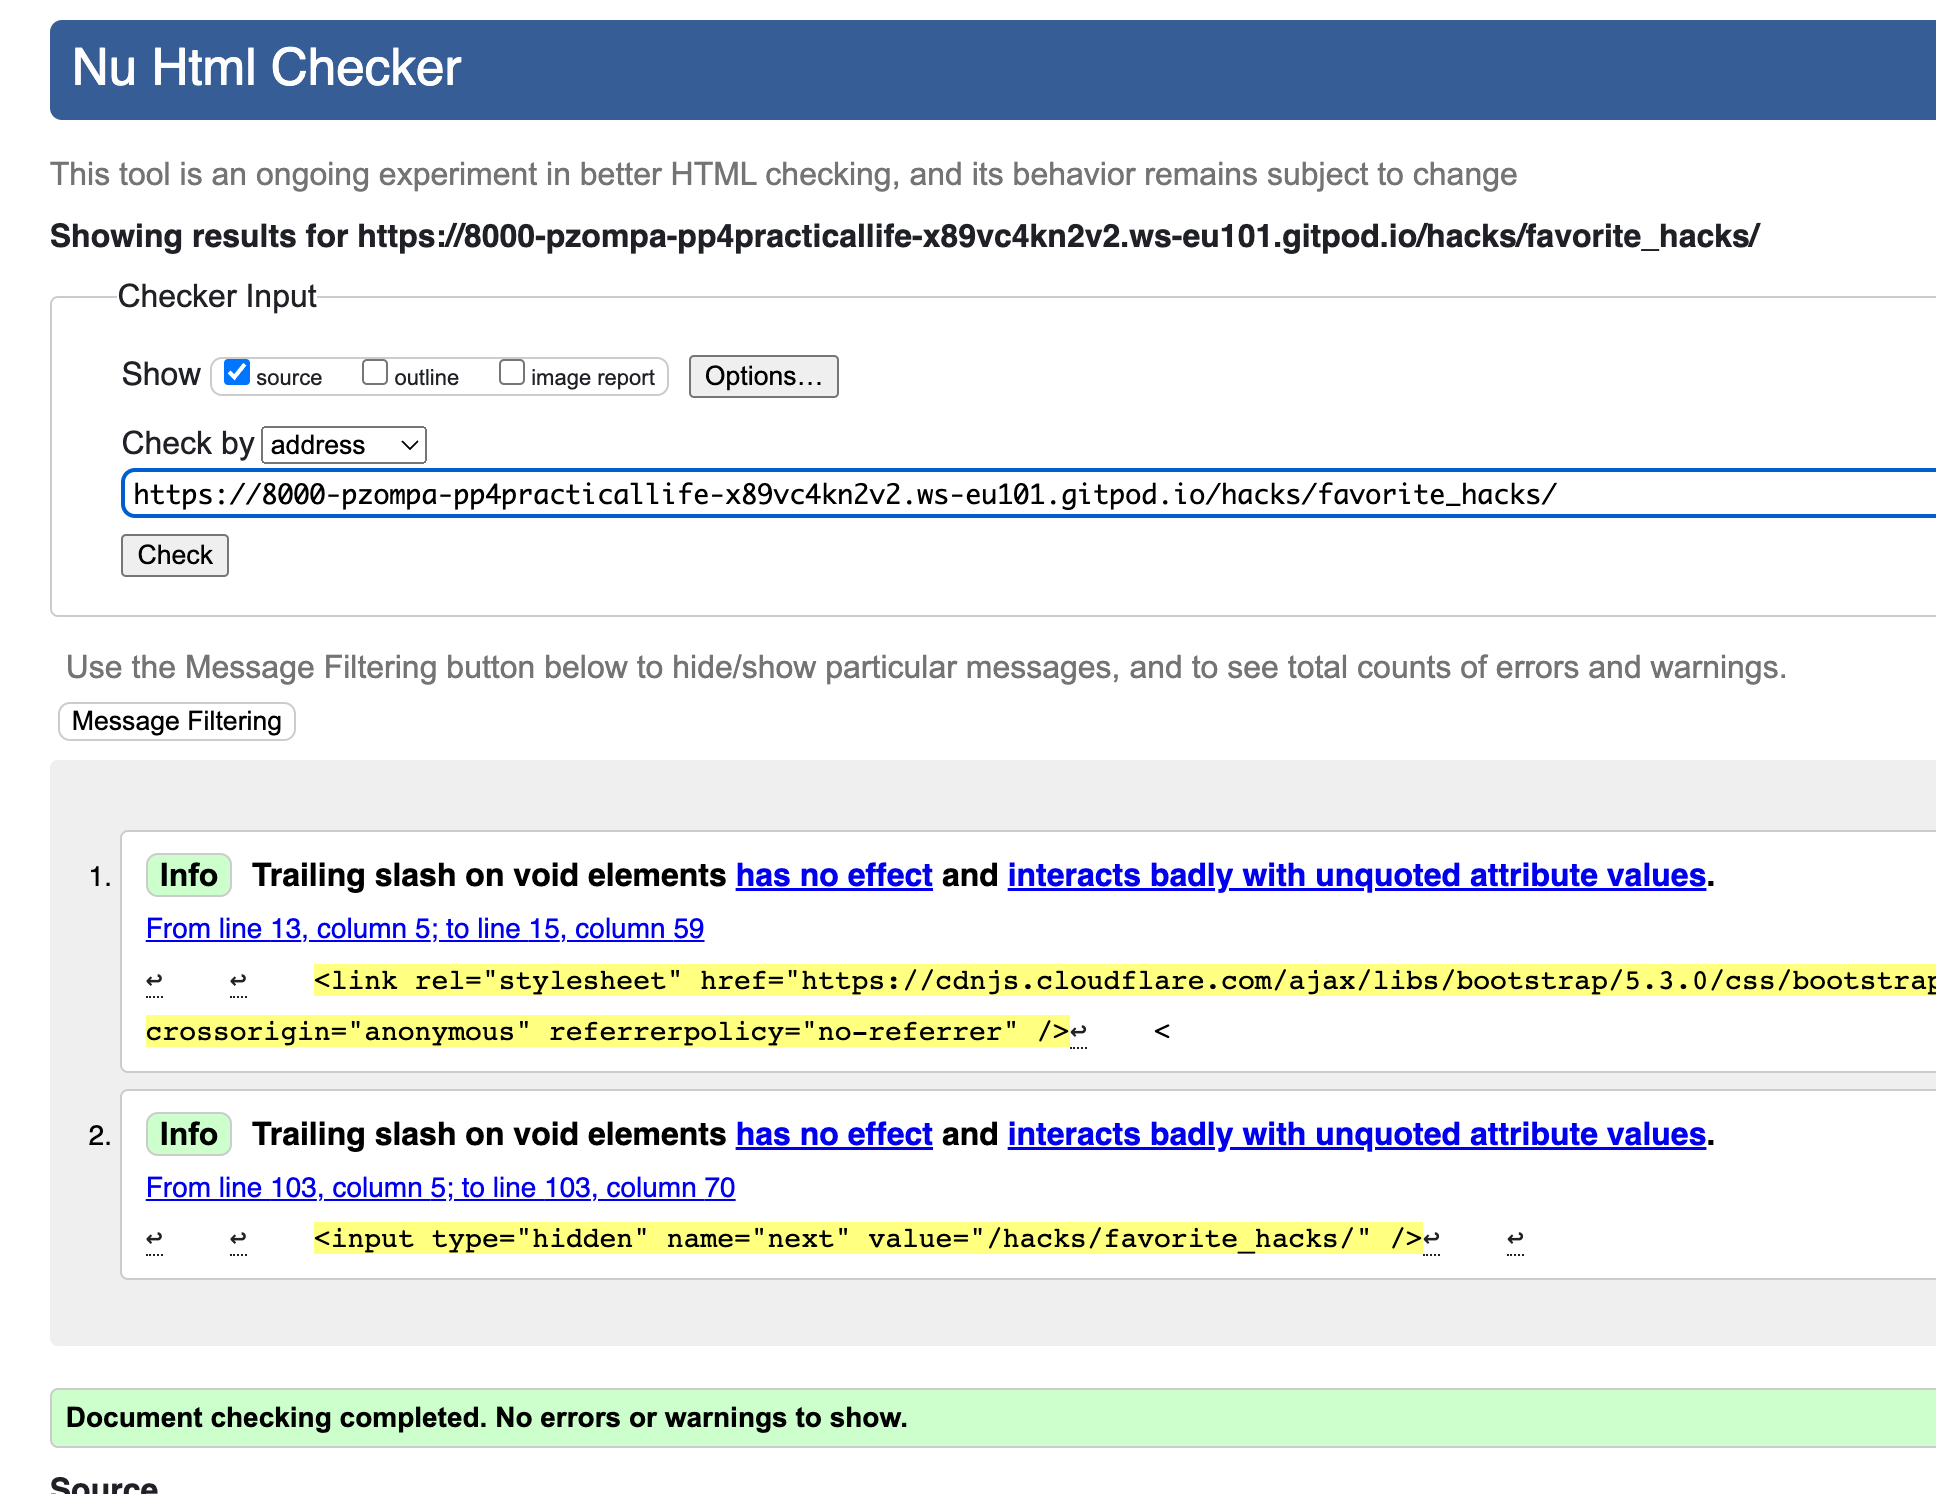 Nu Html Checker
This tool is an ongoing experiment in better HTML checking, and its behavior remains subject to change
Showing results for https://8000-pzompa-pp4practicallife-x89vc4kn2v2.ws-eu101.gitpod.io/hacks/favorite_hacks/
Checker Input
Show source outline image report Options...
Check by address
https://8000-pzompa-pp4practicallife-x89vc4kn2v2.ws-eu101.gitpod.io/hacks/favorite_hacks/
Check
Use the Message Filtering button below to hide/show particular messages, and to see total counts of errors and warnings.
Message Filtering
1. Info Trailing slash on void elements has no effect and interacts badly with unquoted attribute values.
From line 13, column 5; to line 15, column 59
↩ ↩ <link rel="stylesheet" href="https://cdnjs.cloudflare.com/ajax/libs/bootstrap/5.3.0/css/bootstrap
crossorigin="anonymous" referrerpolicy="no-referrer" />↩ <
2. Info Trailing slash on void elements has no effect and interacts badly with unquoted attribute values.
From line 103, column 5; to line 103, column 70
↩ ↩ <input type="hidden" name="next" value="/hacks/favorite_hacks/" />↩ ↩
Document checking completed. No errors or warnings to show.
Source